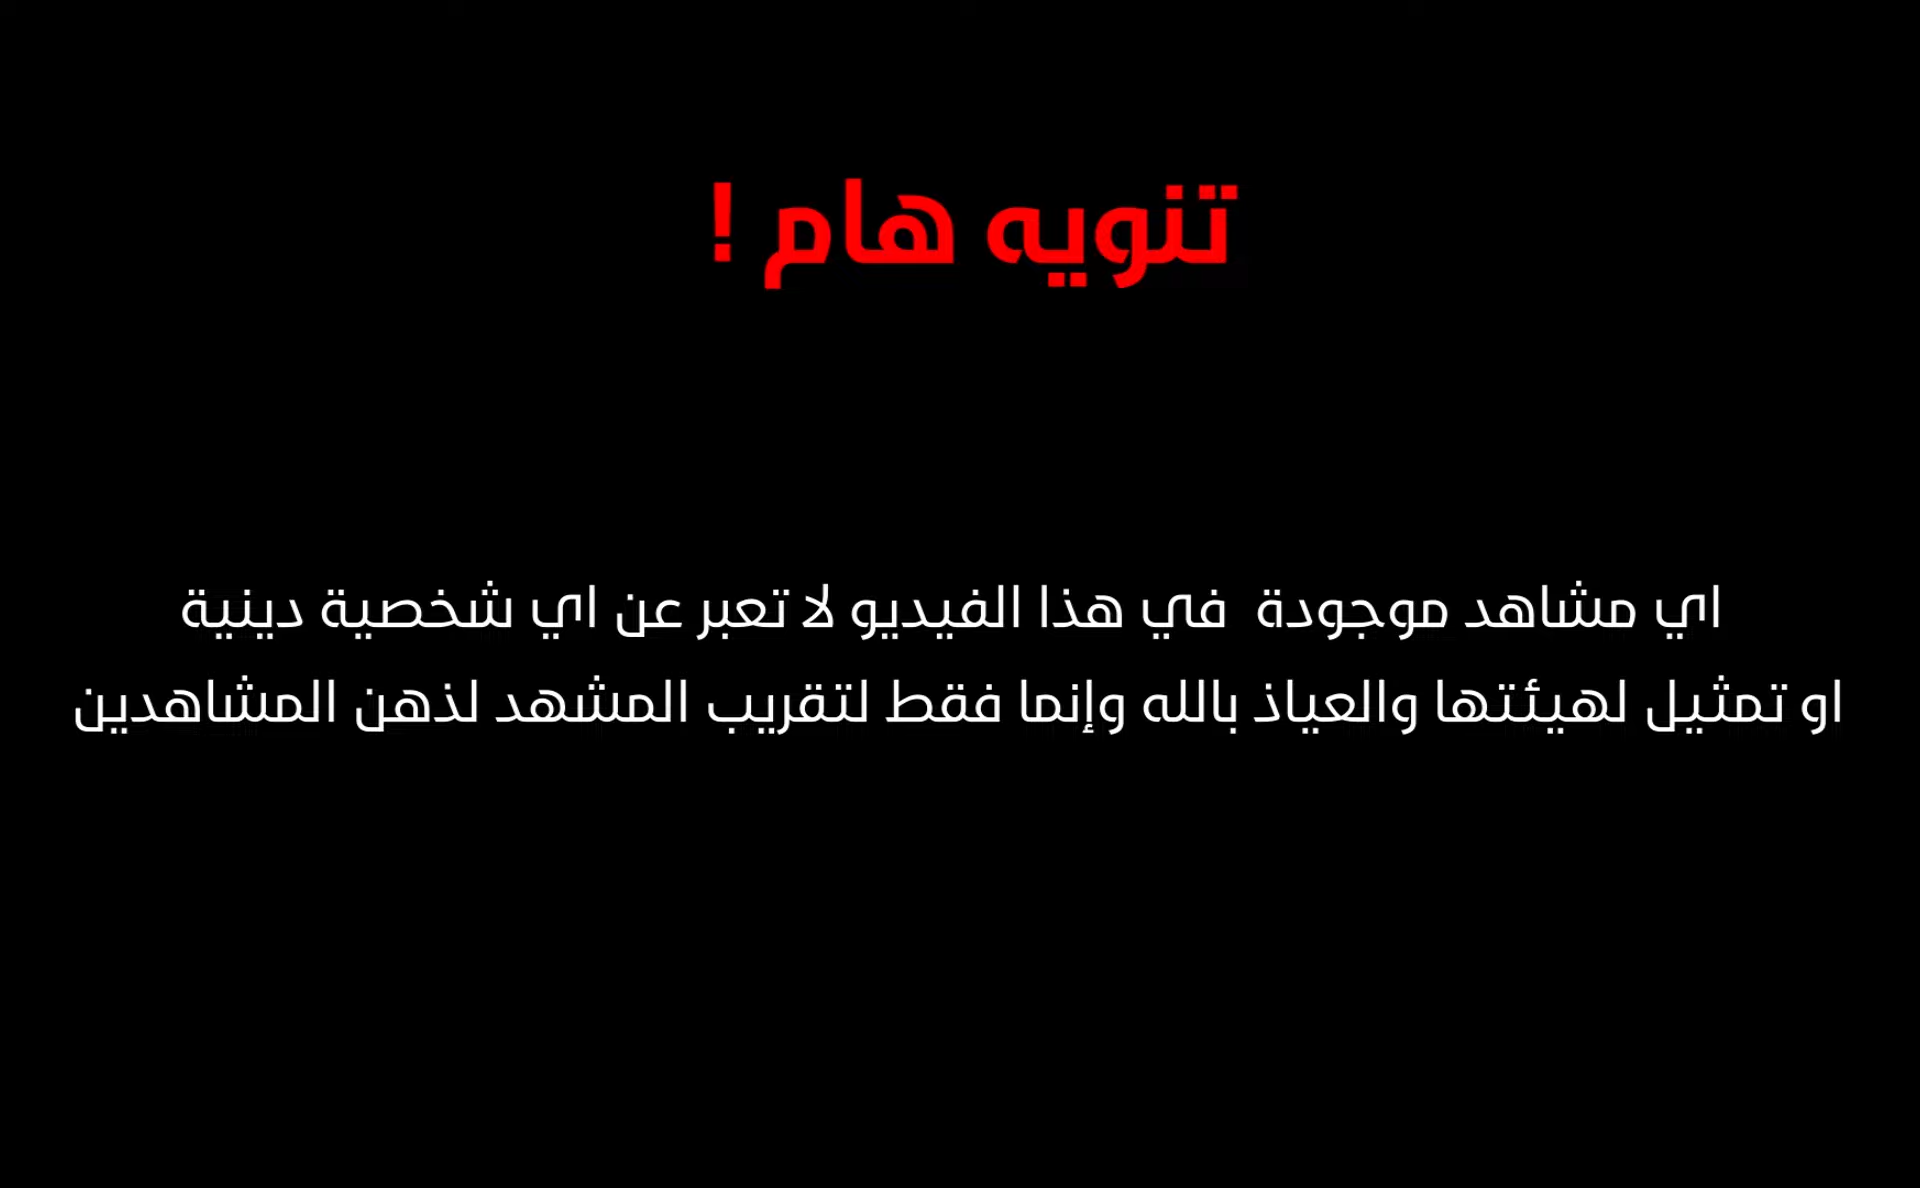 تنويه هام !
اي مشاهد موجودة في هذا الفيديو لا تعبر عن اي شخصية دينية
او تمثيل لهيئتها والعياذ بالله وإنما فقط لتقريب المشهد لذهن المشاهدين